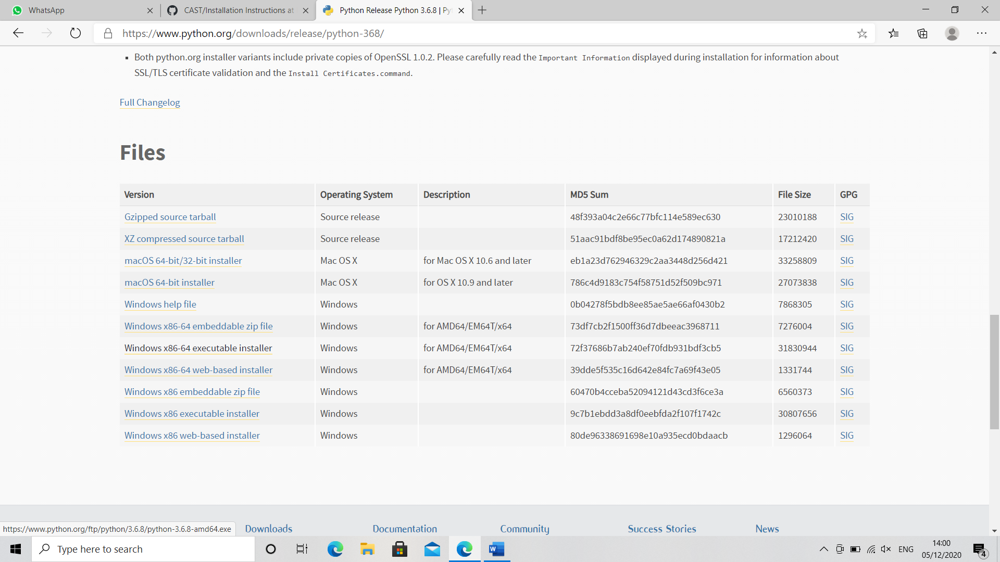 WhatsApp
CAST/Installation Instructions at
Python Release Python 3.6.8 | Py
https://www.python.org/downloads/release/python-368/
Both python.org installer variants include private copies of OpenSSL 1.0.2. Please carefully read the Important Information displayed during installation for information about
SSL/TLS certificate validation and the Install Certificates.command.
Full Changelog
Files
Version Operating System Description MD5 Sum File Size GPG
Gzipped source tarball Source release 48f393a04c2e66c77bfc114e589ec630 23010188 SIG
XZ compressed source tarball Source release 51aac91bdf8be95ec0a62d174890821a 17212420 SIG
macOS 64-bit/32-bit installer Mac OS X for Mac OS X 10.6 and later eb1a23d762946329c2aa3448d256d421 33258809 SIG
macOS 64-bit installer Mac OS X for OS X 10.9 and later 786c4d9183c754f58751d52f509bc971 27073838 SIG
Windows help file Windows 0b04278f5bdb8ee85ae5ae66af0430b2 7868305 SIG
Windows x86-64 embeddable zip file Windows for AMD64/EM64T/x64 73df7cb2f1500ff36d7dbeeac3968711 7276004 SIG
Windows x86-64 executable installer Windows for AMD64/EM64T/x64 72f37686b7ab240ef70fdb931bdf3cb5 31830944 SIG
Windows x86-64 web-based installer Windows for AMD64/EM64T/x64 39dde5f535c16d642e84fc7a69f43e05 1331744 SIG
Windows x86 embeddable zip file Windows 60470b4cceba52094121d43cd3f6ce3a 6560373 SIG
Windows x86 executable installer Windows 9c7b1ebdd3a8df0eebfda2f107f1742c 30807656 SIG
Windows x86 web-based installer Windows 80de96338691698e10a935ecd0bdaacb 1296064 SIG
https://www.python.org/ftp/python/3.6.8/python-3.6.8-amd64.exe
Downloads Documentation Community Success Stories News
Type here to search
W
ENG
14:00
05/12/2020
4